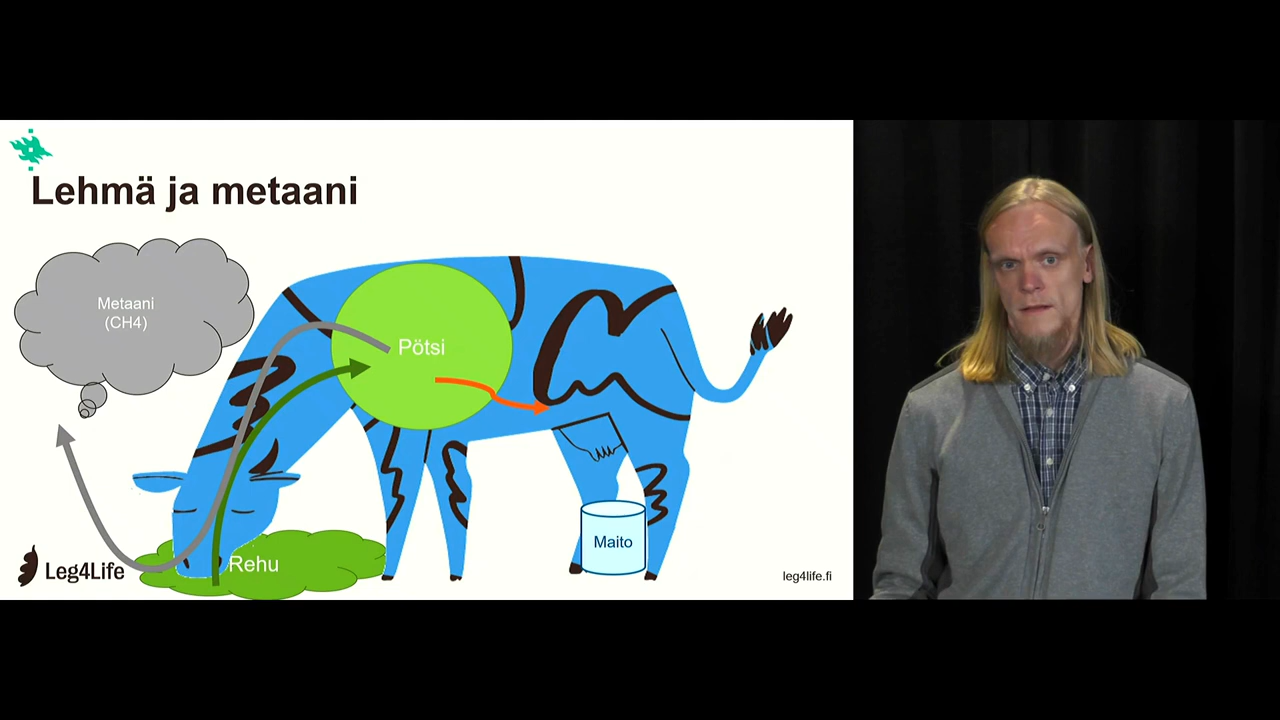 Lehmä ja metaani
Metaani
(CH4)
Pötsi
Rehu
Maito
Leg4Life
leg4life.fi